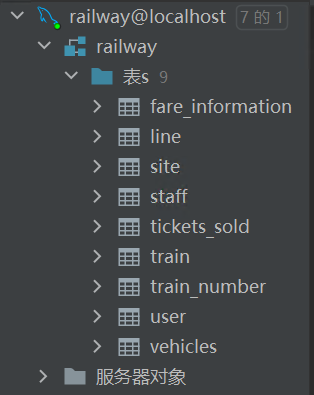 railway@localhost 7 的 1
railway
表s 9
fare_information
line
site
staff
tickets_sold
train
train_number
user
vehicles
服务器对象